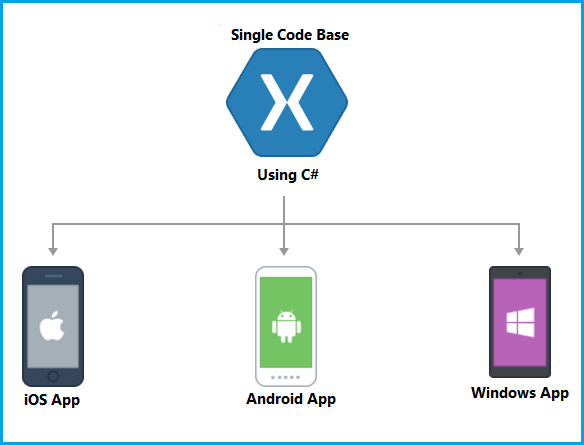 Single Code Base
Using C#
iOS App
Android App
Windows App